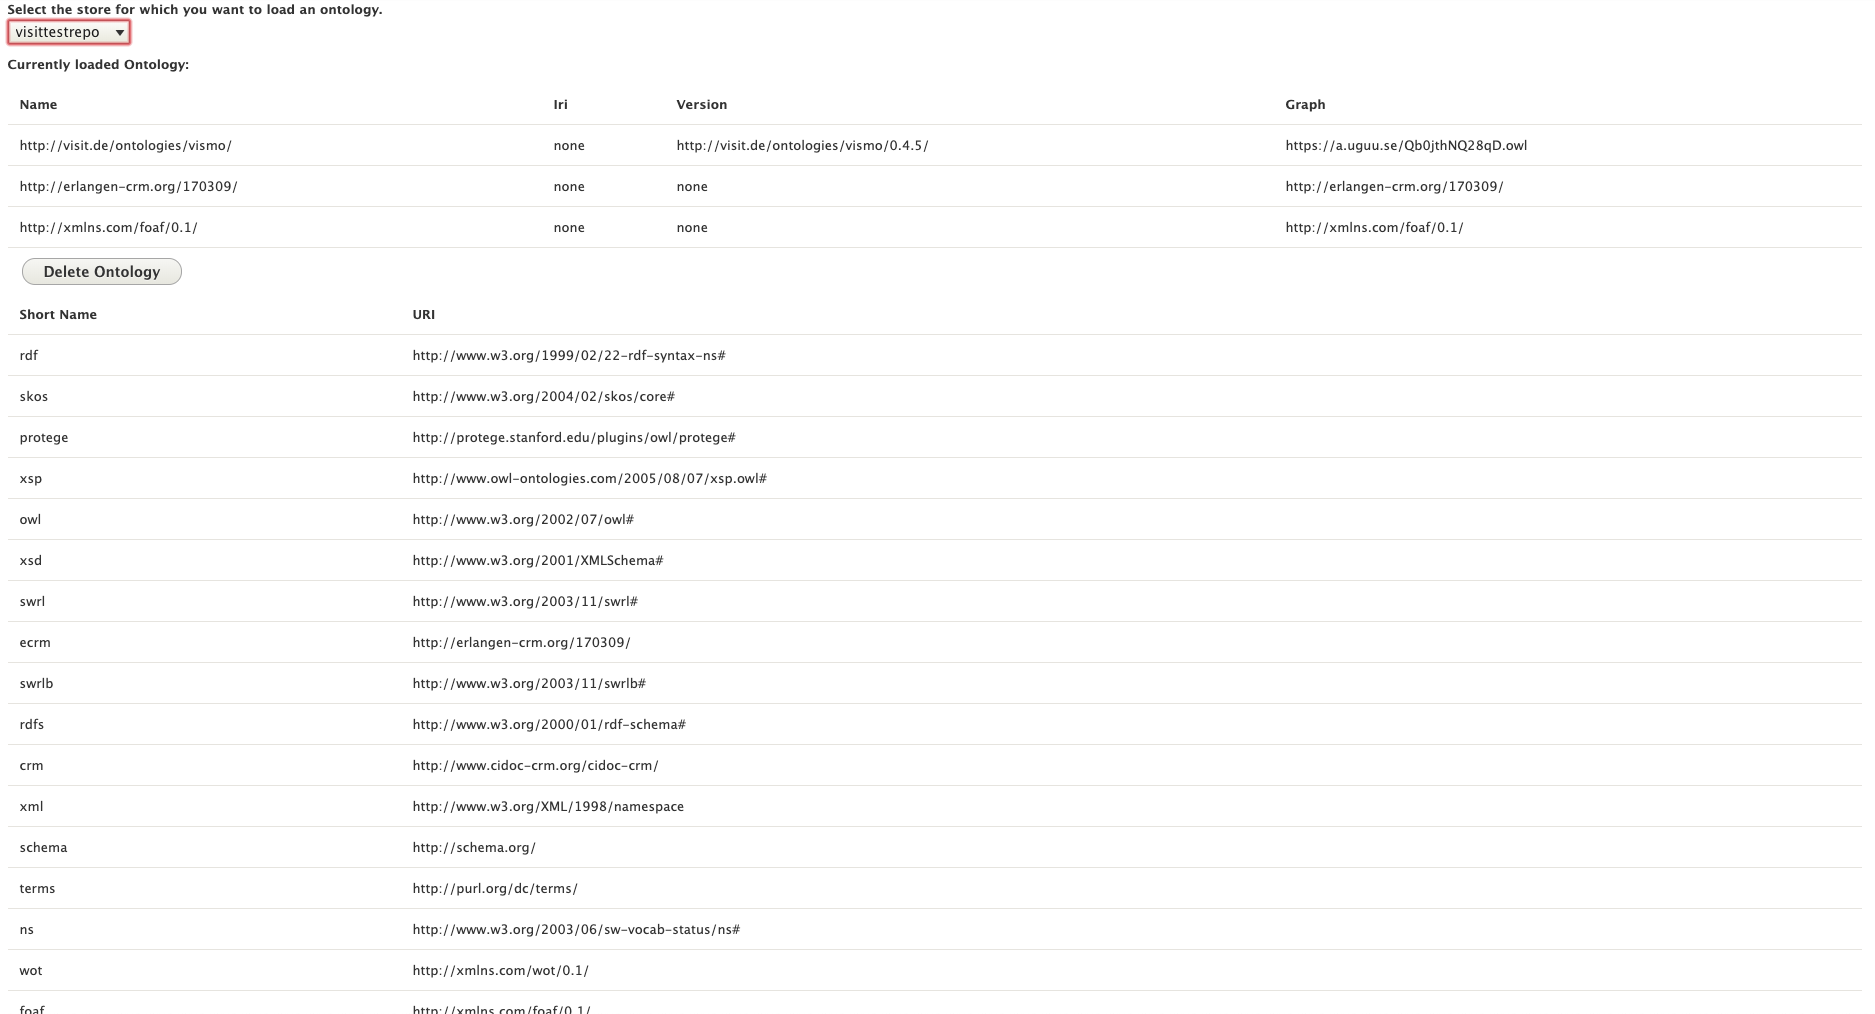 Select the store for which you want to load an ontology.
visittestrepo
Currently loaded Ontology:
Name Iri Version Graph
http://visit.de/ontologies/vismo/ none http://visit.de/ontologies/vismo/0.4.5/ https://a.uguu.se/Qb0jthNQ28qD.owl
http://erlangen-crm.org/170309/ none none http://erlangen-crm.org/170309/
http://xmlns.com/foaf/0.1/ none none http://xmlns.com/foaf/0.1/
Delete Ontology
Short Name URI
rdf http://www.w3.org/1999/02/22-rdf-syntax-ns#
skos http://www.w3.org/2004/02/skos/core#
protege http://protege.stanford.edu/plugins/owl/protege#
xsp http://www.owl-ontologies.com/2005/08/07/xsp.owl#
owl http://www.w3.org/2002/07/owl#
xsd http://www.w3.org/2001/XMLSchema#
swrl http://www.w3.org/2003/11/swrl#
ecrm http://erlangen-crm.org/170309/
swrlb http://www.w3.org/2003/11/swrlb#
rdfs http://www.w3.org/2000/01/rdf-schema#
crm http://www.cidoc-crm.org/cidoc-crm/
xml http://www.w3.org/XML/1998/namespace
schema http://schema.org/
terms http://purl.org/dc/terms/
ns http://www.w3.org/2003/06/sw-vocab-status/ns#
wot http://xmlns.com/wot/0.1/
foaf http://xmlns.com/foaf/0.1/